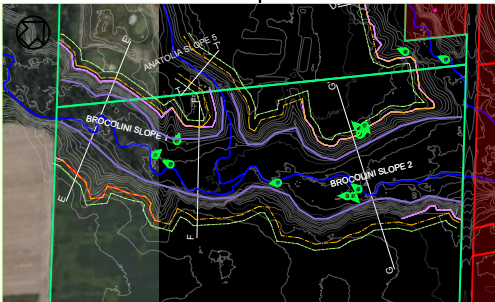 E
ANATOLIA SLOPE 5
T
T
F
G
BROCOLINI SLOPE 1
BROCOLINI SLOPE 2
E
F
G